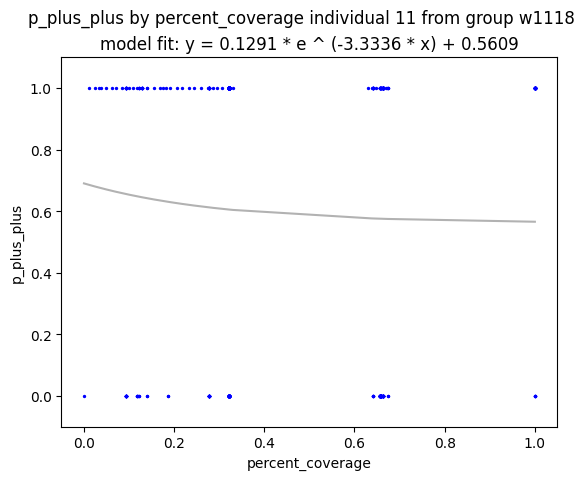 p_plus_plus by percent_coverage individual 11 from group w1118
model fit: y = 0.1291 * e ^ (-3.3336 * x) + 0.5609
1.0
0.8
0.6
0.4
0.2
0.0
p_plus_plus
0.0 0.2 0.4 0.6 0.8 1.0
percent_coverage